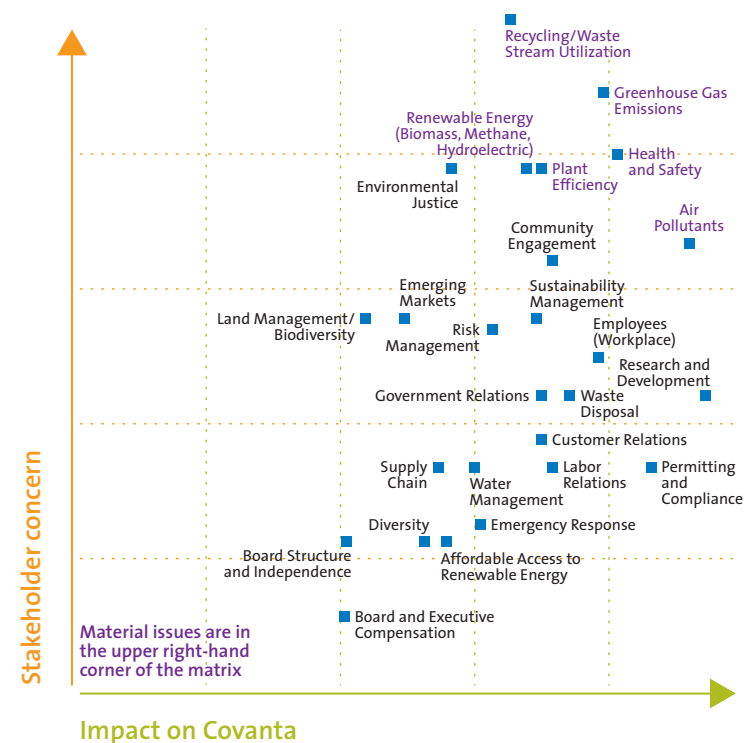 Recycling/Waste
Stream Utilization
Greenhouse Gas
Emissions
Renewable Energy
(Biomass, Methane,
Hydroelectric)
Health
and Safety
Plant
Efficiency
Environmental
Justice
Air
Pollutants
Community
Engagement
Emerging
Markets
Sustainability
Management
Land Management/
Biodiversity
Risk
Management
Employees
(Workplace)
Research and
Development
Government Relations
Waste
Disposal
Customer Relations
Supply
Chain
Water
Management
Labor
Relations
Permitting
and
Compliance
Diversity
Emergency Response
Board Structure
and Independence
Affordable Access to
Renewable Energy
Board and Executive
Compensation
Stakeholder concern
Material issues are in
the upper right-hand
corner of the matrix
Impact on Covanta